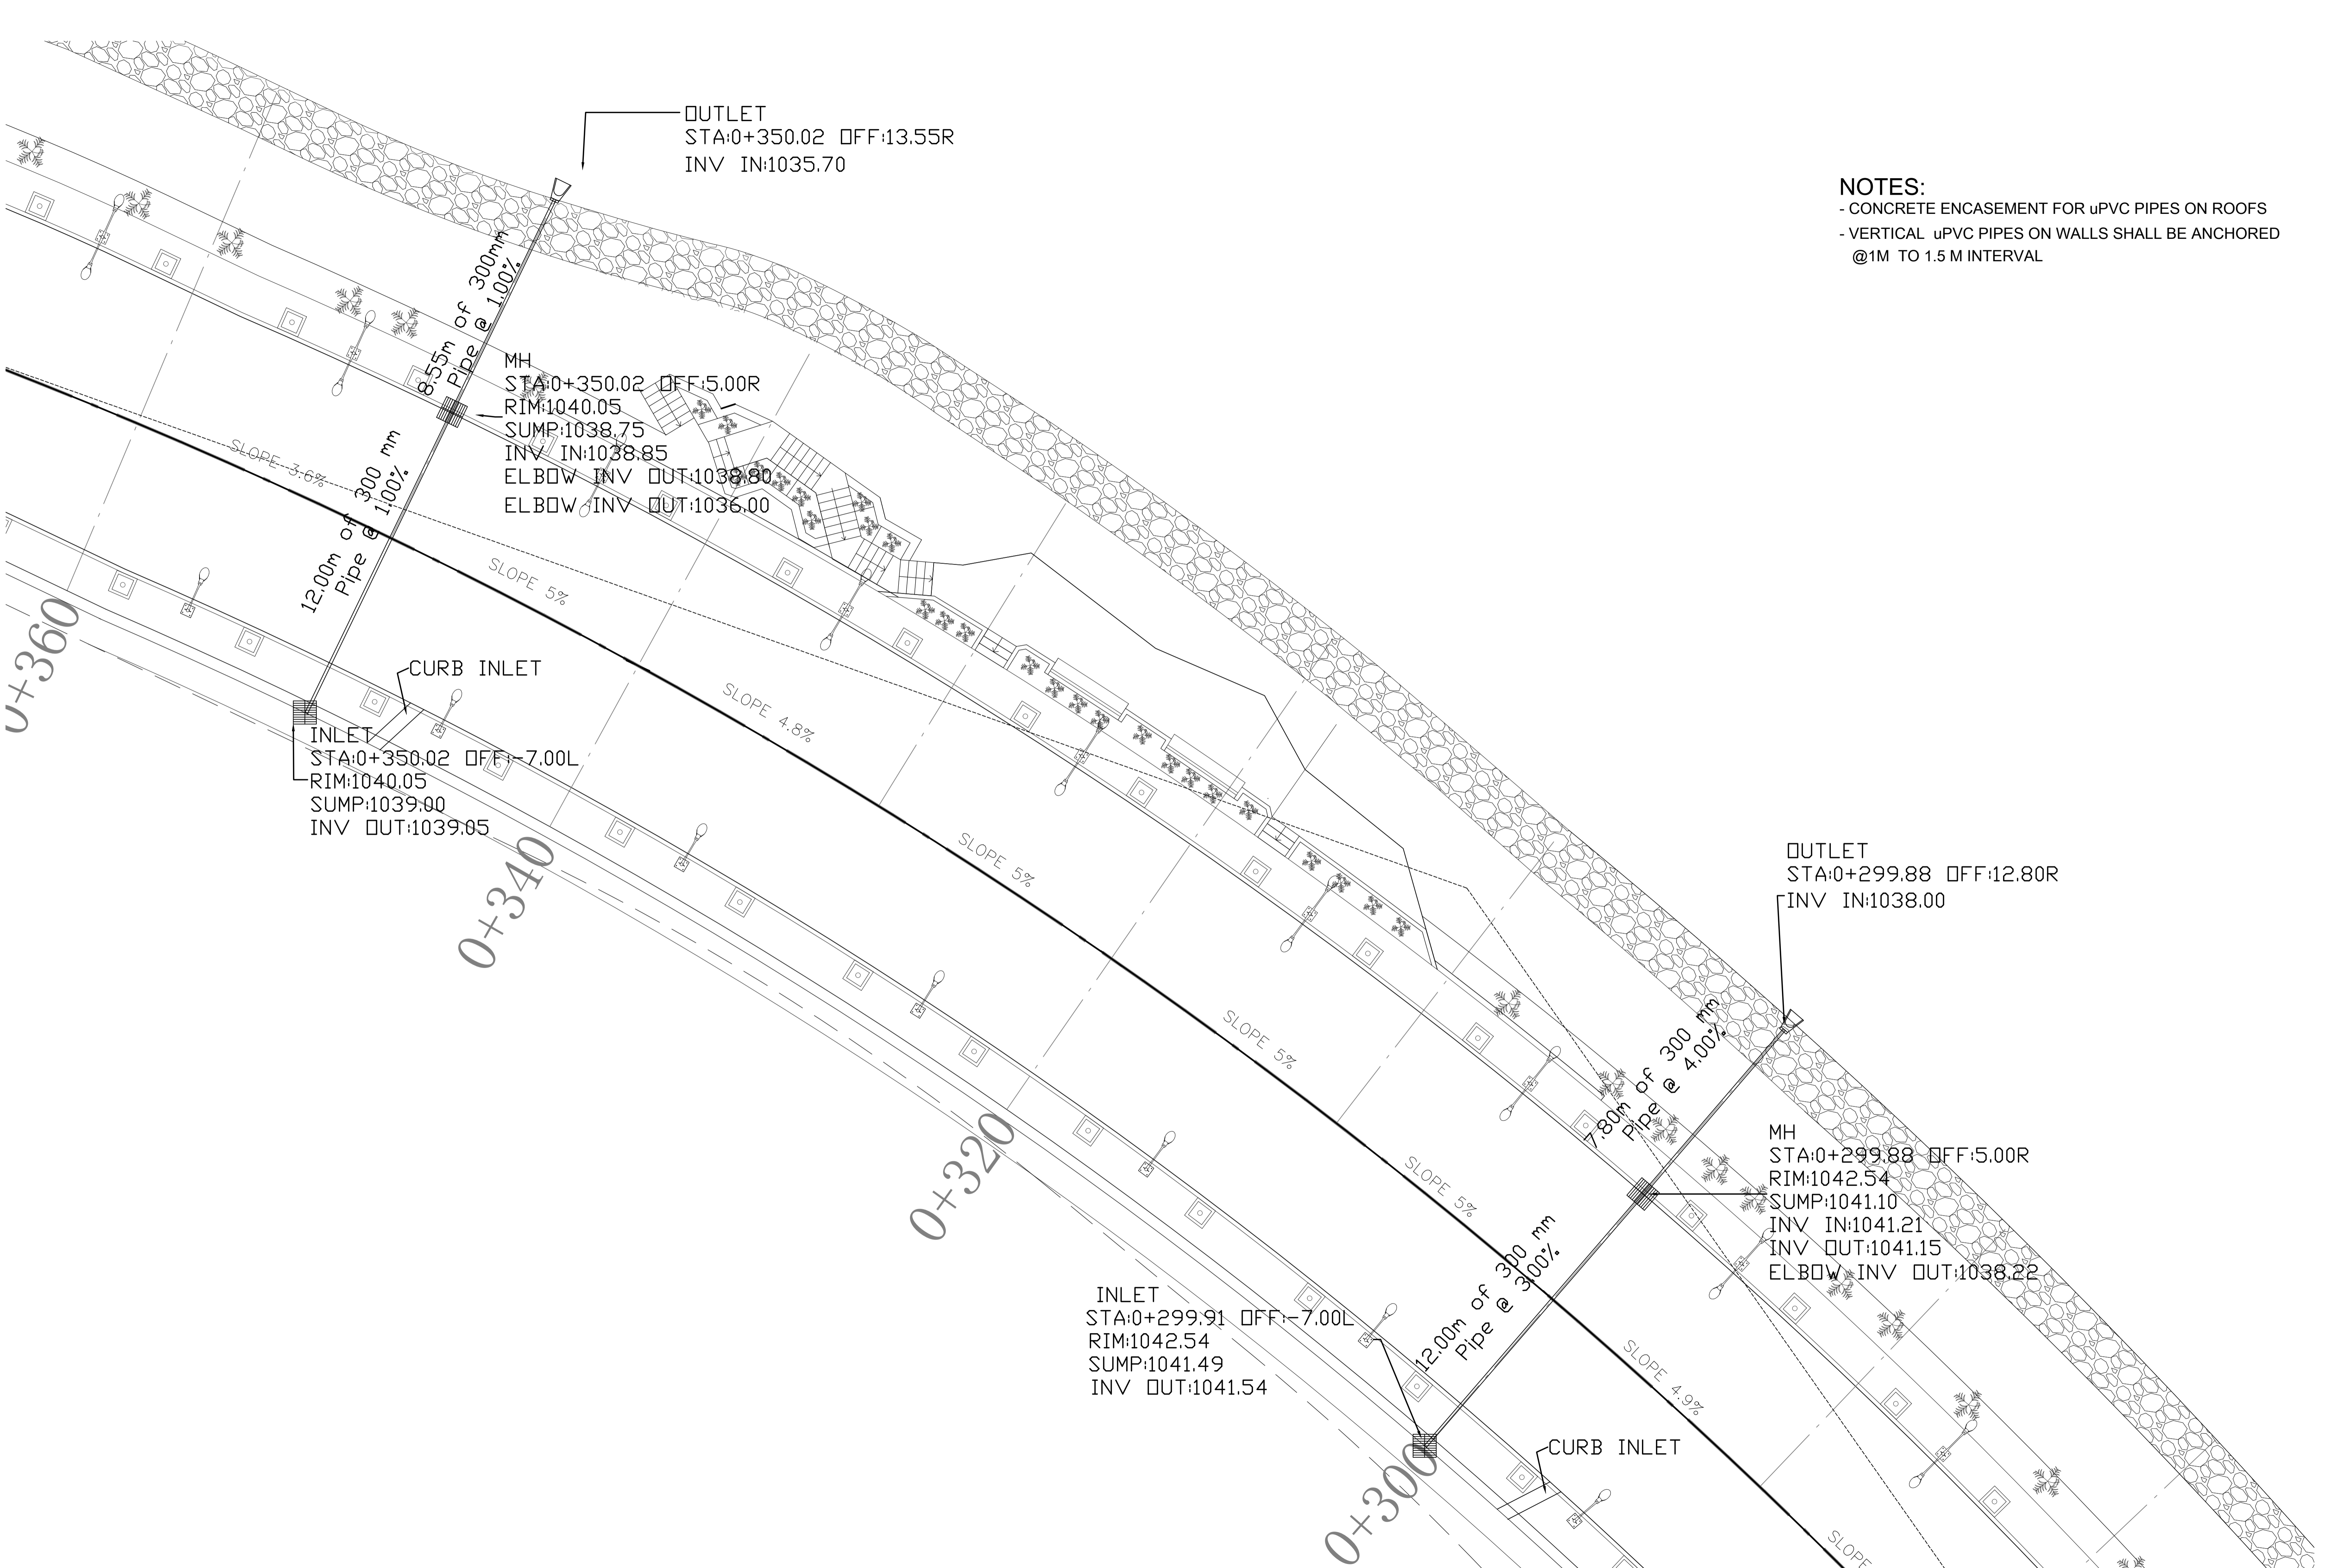 OUTLET
STA:0+350.02 OFF:13.55R
INV IN:1035.70
NOTES:
- CONCRETE ENCASEMENT FOR uPVC PIPES ON ROOFS
- VERTICAL uPVC PIPES ON WALLS SHALL BE ANCHORED
@1M TO 1.5 M INTERVAL
8.55m of 300mm
Pipe @ 1.00%
MH
STA:0+350.02 OFF:5.00R
RIM:1040.05
SUMP:1038.75
INV IN:1038.85
ELBOW INV OUT:1038.80
ELBOW INV OUT:1036.00
SLOPE 3.6%
12.00m of 300 mm
Pipe @ 1.00%
SLOPE 5%
0+360
CURB INLET
SLOPE 4.8%
INLET
STA:0+350.02 OFF:-7.00L
RIM:1040.05
SUMP:1039.00
INV OUT:1039.05
0+340
SLOPE 5%
OUTLET
STA:0+299.88 OFF:12.80R
INV IN:1038.00
SLOPE 5%
7.80m of 300 mm
Pipe @ 4.00%
0+320
SLOPE 5%
MH
STA:0+299.88 OFF:5.00R
RIM:1042.54
SUMP:1041.10
INV IN:1041.21
INV OUT:1041.15
ELBOW INV OUT:1038.22
12.00m of 300 mm
Pipe @ 3.00%
INLET
STA:0+299.91 OFF:-7.00L
RIM:1042.54
SUMP:1041.49
INV OUT:1041.54
SLOPE 4.9%
CURB INLET
0+300
SLOPE